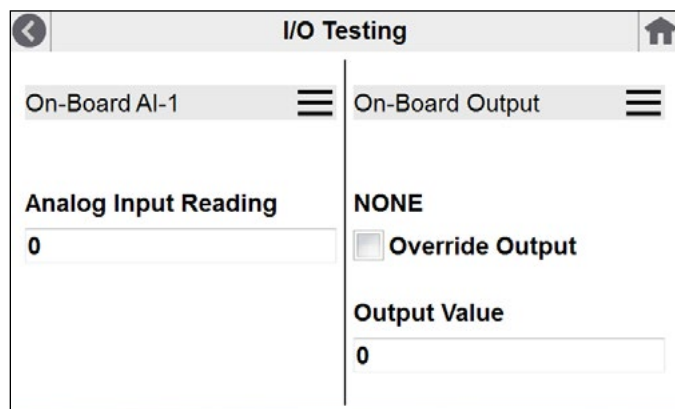 I/O Testing
On-Board AI-1
On-Board Output
Analog Input Reading
0
NONE
Override Output
Output Value
0